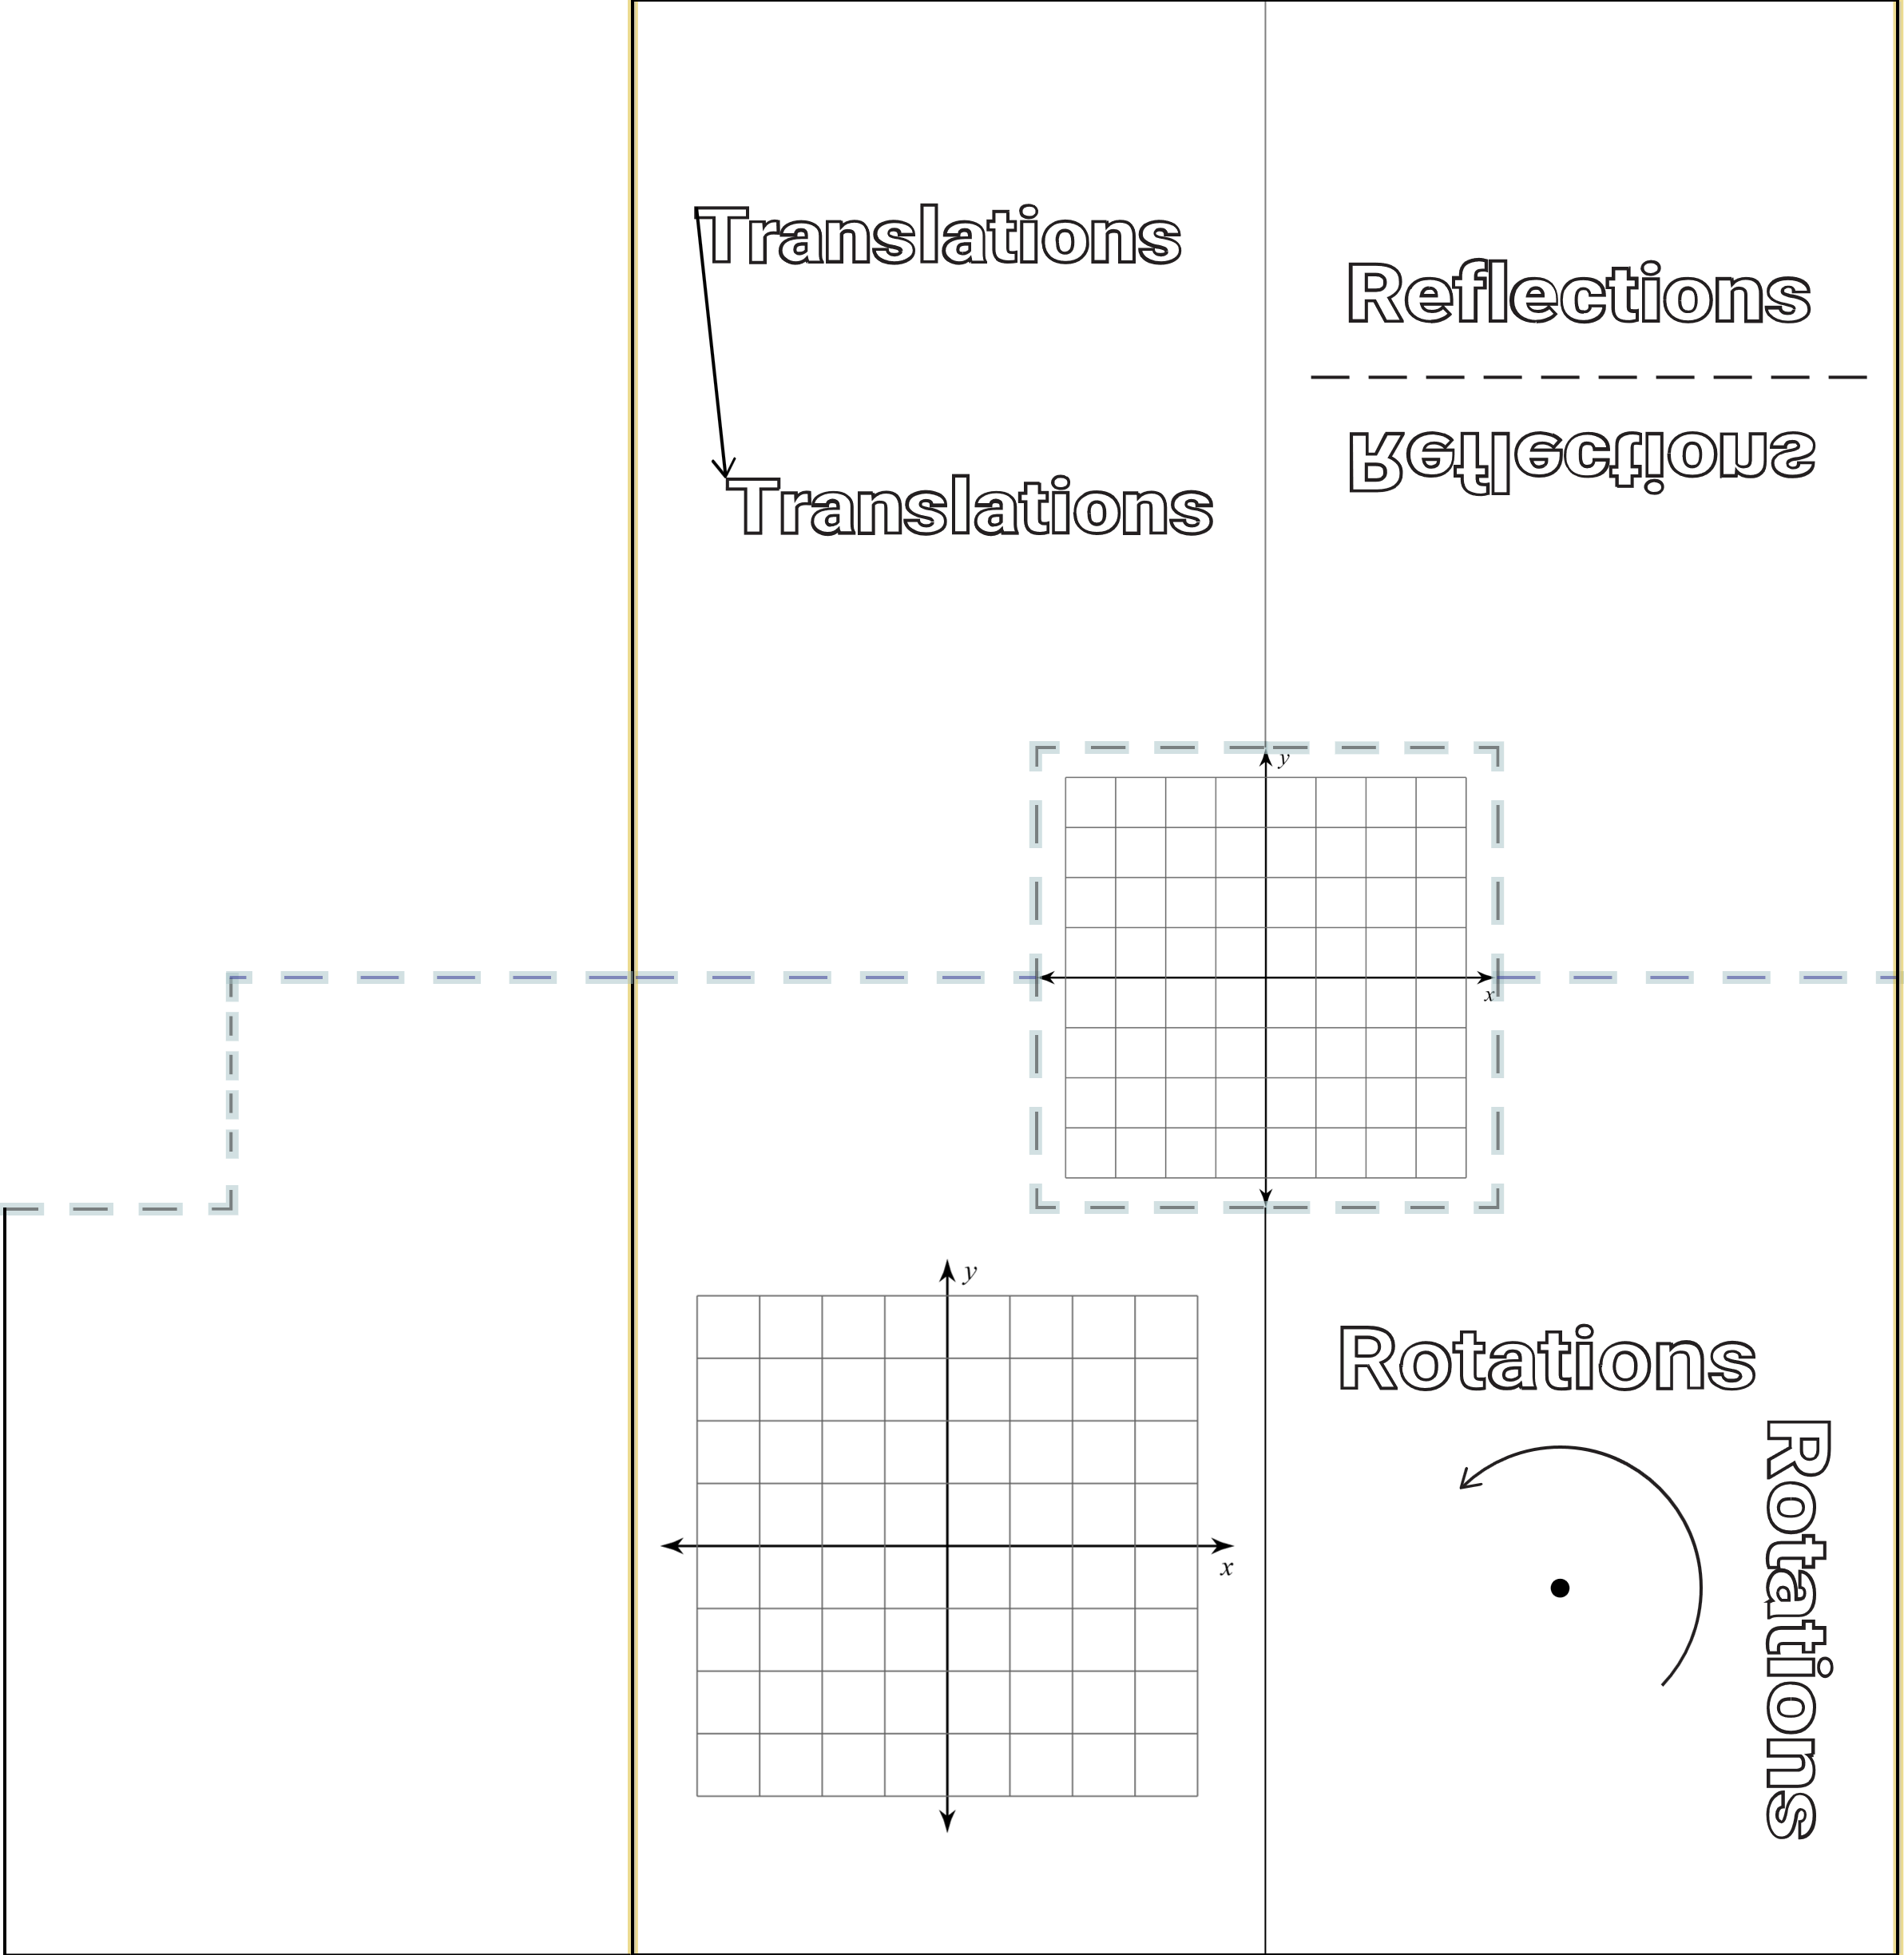 Translations
Translations
Reflections
Reflections
y
x
y
x
Rotations
Rotations